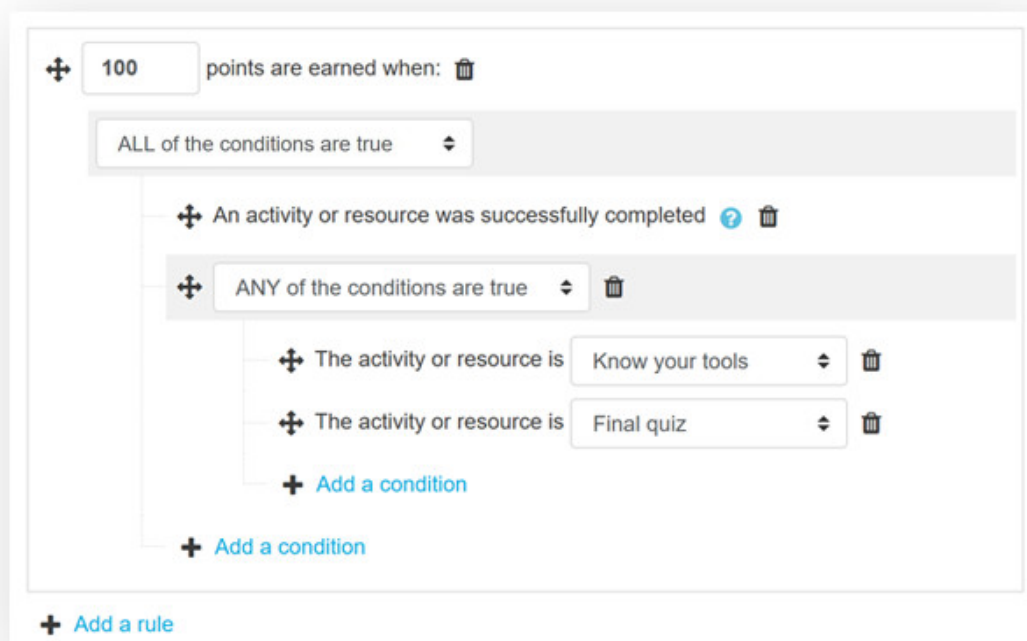 100 points are earned when:
ALL of the conditions are true
An activity or resource was successfully completed ?
ANY of the conditions are true
The activity or resource is Know your tools
The activity or resource is Final quiz
Add a condition
Add a condition
Add a rule